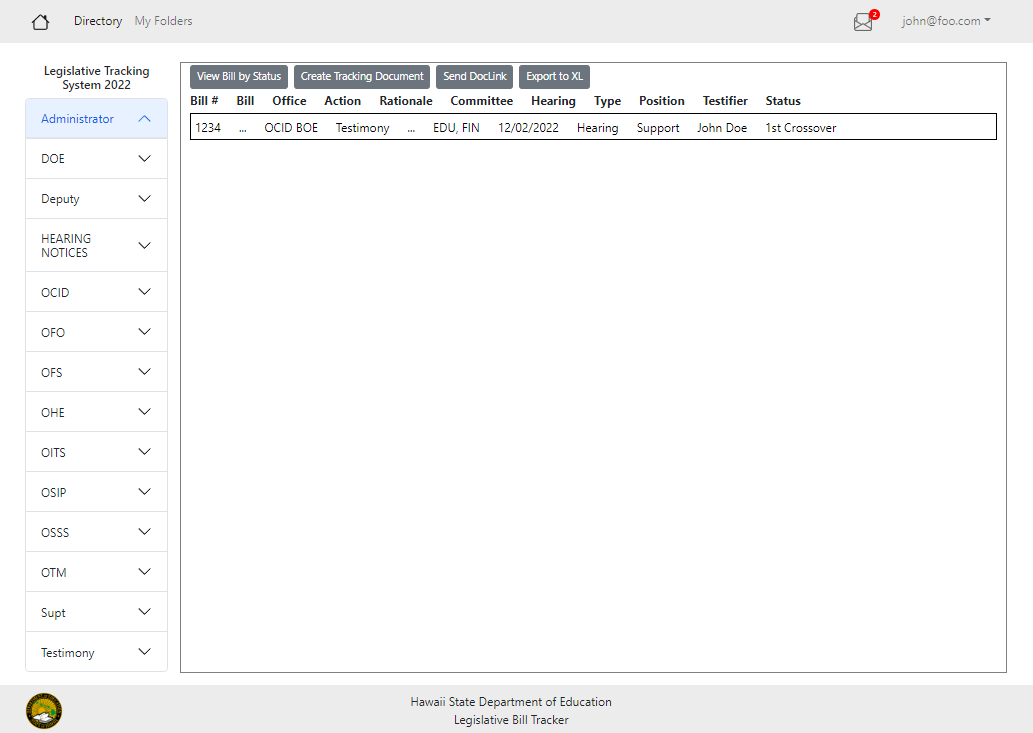 Directory My Folders 2 john@foo.com
Legislative Tracking
System 2022
Administrator
DOE
Deputy
HEARING
NOTICES
OCID
OFO
OFS
OHE
OITS
OSIP
OSSS
OTM
Supt
Testimony
View Bill by Status Create Tracking Document Send DocLink Export to XL
Bill # Bill Office Action Rationale Committee Hearing Type Position Testifier Status
1234 ... OCID BOE Testimony ... EDU, FIN 12/02/2022 Hearing Support John Doe 1st Crossover
Hawaii State Department of Education
Legislative Bill Tracker